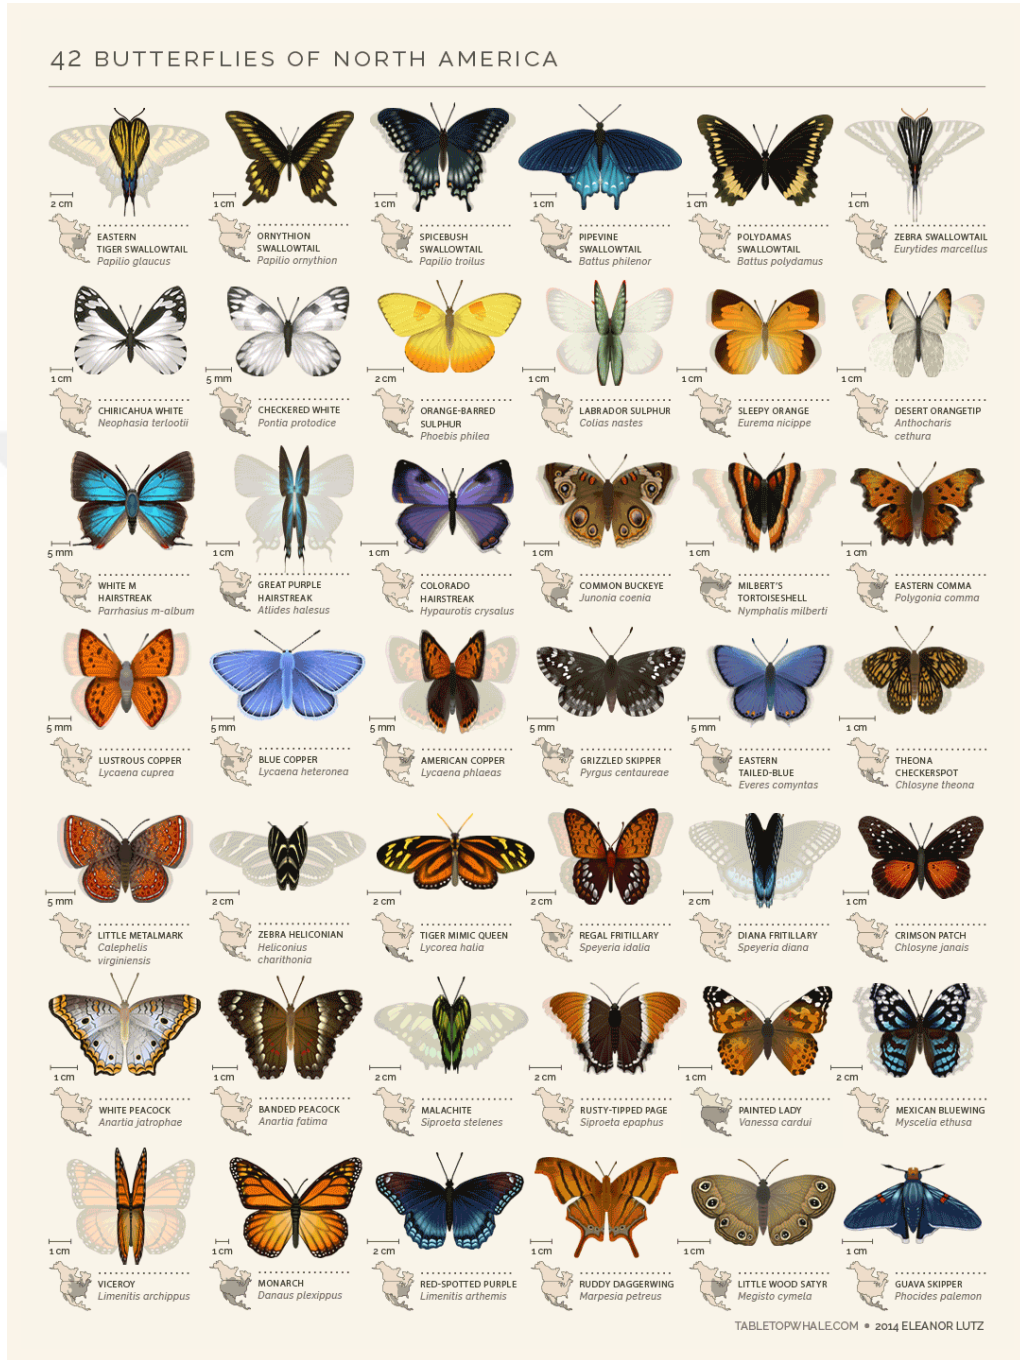 42 BUTTERFLIES OF NORTH AMERICA
2 cm
EASTERN
TIGER SWALLOWTAIL
Papilio glaucus
1 cm
ORNYTHION
SWALLOWTAIL
Papilio ornythion
1 cm
SPICEBUSH
SWALLOWTAIL
Papilio troilus
1 cm
PIPEVINE
SWALLOWTAIL
Battus philenor
1 cm
POLYDAMAS
SWALLOWTAIL
Battus polydamus
1 cm
ZEBRA SWALLOWTAIL
Eurytides marcellus
1 cm
CHIRICAHUA WHITE
Neophasia terlootii
5 mm
CHECKERED WHITE
Pontia protodice
2 cm
ORANGE-BARRED
SULPHUR
Phoebis philea
1 cm
LABRADOR SULPHUR
Colias nastes
1 cm
SLEEPY ORANGE
Eurema nicippe
1 cm
DESERT ORANGETIP
Anthocharis
cethura
5 mm
WHITE M
HAIRSTREAK
Parrhasius m-album
1 cm
GREAT PURPLE
HAIRSTREAK
Atlides halesus
1 cm
COLORADO
HAIRSTREAK
Hypaurotis crysalus
1 cm
COMMON BUCKEYE
Junonia coenia
1 cm
MILBERT'S
TORTOISESHELL
Nymphalis milberti
1 cm
EASTERN COMMA
Polygonia comma
5 mm
LUSTROUS COPPER
Lycaena cuprea
5 mm
BLUE COPPER
Lycaena heteronea
5 mm
AMERICAN COPPER
Lycaena phlaeas
5 mm
GRIZZLED SKIPPER
Pyrgus centaureae
5 mm
EASTERN
TAILED-BLUE
Everes comyntas
1 cm
THEONA
CHECKERSPOT
Chlosyne theona
5 mm
LITTLE METALMARK
Calephelis
virginiensis
2 cm
ZEBRA HELICONIAN
Heliconius
charithonia
2 cm
TIGER MIMIC QUEEN
Lycorea halia
2 cm
REGAL FRITILLARY
Speyeria idalia
2 cm
DIANA FRITILLARY
Speyeria diana
1 cm
CRIMSON PATCH
Chlosyne janais
1 cm
WHITE PEACOCK
Anartia jatrophae
1 cm
BANDED PEACOCK
Anartia fatima
2 cm
MALACHITE
Siproeta stelenes
2 cm
RUSTY-TIPPED PAGE
Siproeta epaphus
1 cm
PAINTED LADY
Vanessa cardui
2 cm
MEXICAN BLUEWING
Myscelia ethusa
1 cm
VICEROY
Limenitis archippus
1 cm
MONARCH
Danaus plexippus
2 cm
RED-SPOTTED PURPLE
Limenitis arthemis
1 cm
RUDDY DAGGERWING
Marpesia petreus
1 cm
LITTLE WOOD SATYR
Megisto cymela
1 cm
GUAVA SKIPPER
Phocides palemon
TABLETOPWHALE.COM • 2014 ELEANOR LUTZ